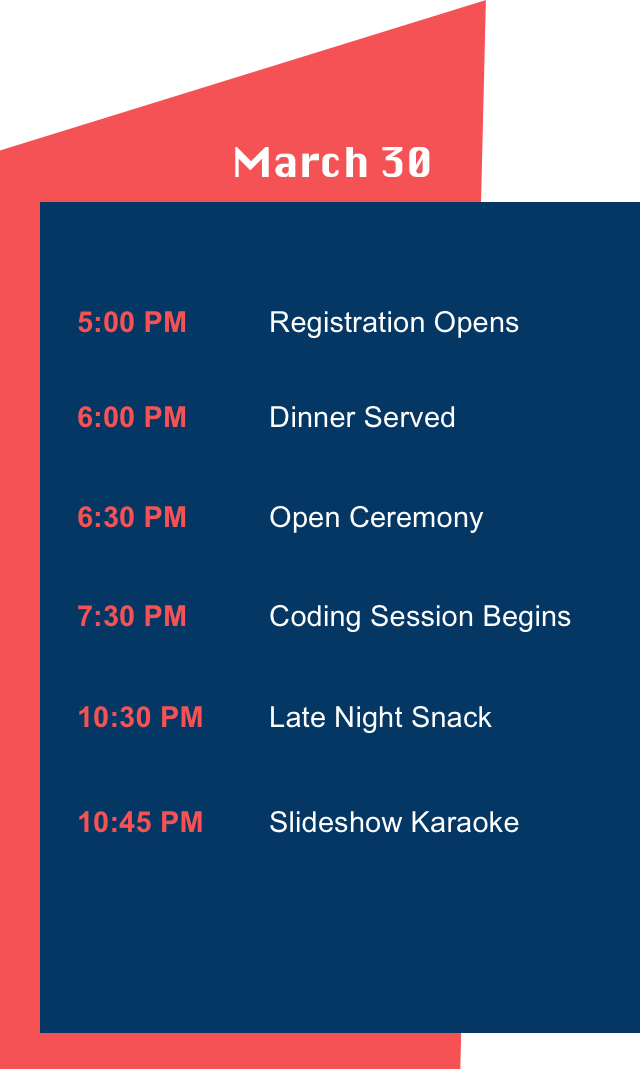 March 30
5:00 PM Registration Opens
6:00 PM Dinner Served
6:30 PM Open Ceremony
7:30 PM Coding Session Begins
10:30 PM Late Night Snack
10:45 PM Slideshow Karaoke